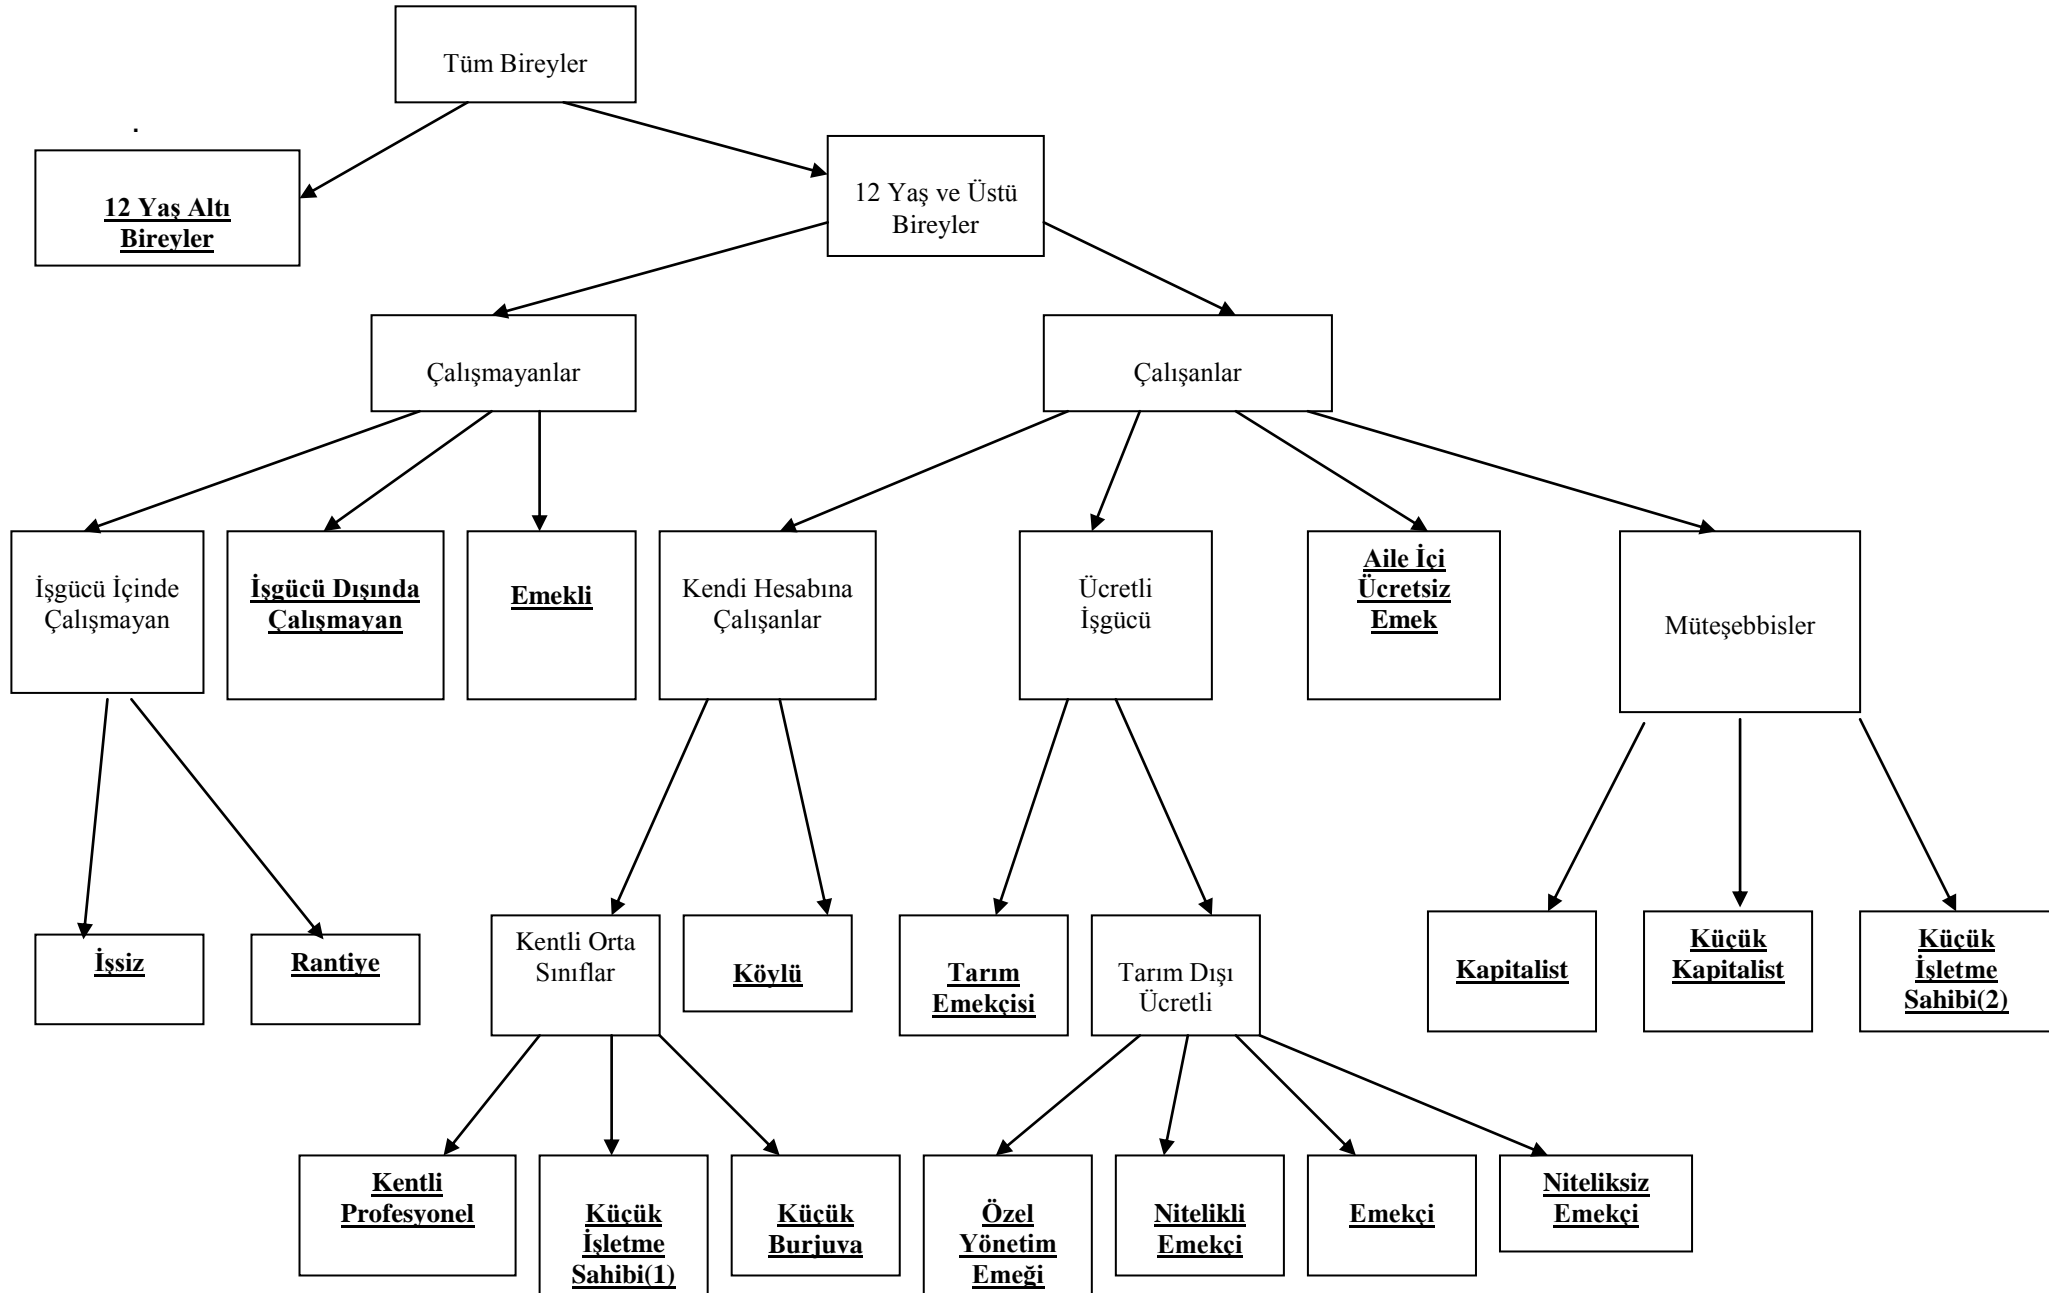 Tüm Bireyler
.
12 Yaş Altı
Bireyler
12 Yaş ve Üstü
Bireyler
Çalışmayanlar
Çalışanlar
İşgücü İçinde
Çalışmayan
İşgücü Dışında
Çalışmayan
Emekli
Kendi Hesabına
Çalışanlar
Ücretli
İşgücü
Aile İçi
Ücretsiz
Emek
Müteşebbisler
İşsiz
Rantiye
Kentli Orta
Sınıflar
Köylü
Tarım
Emekçisi
Tarım Dışı
Ücretli
Kapitalist
Küçük
Kapitalist
Küçük
İşletme
Sahibi(2)
Kentli
Profesyonel
Küçük
İşletme
Sahibi(1)
Küçük
Burjuva
Özel
Yönetim
Emeği
Nitelikli
Emekçi
Emekçi
Niteliksiz
Emekçi